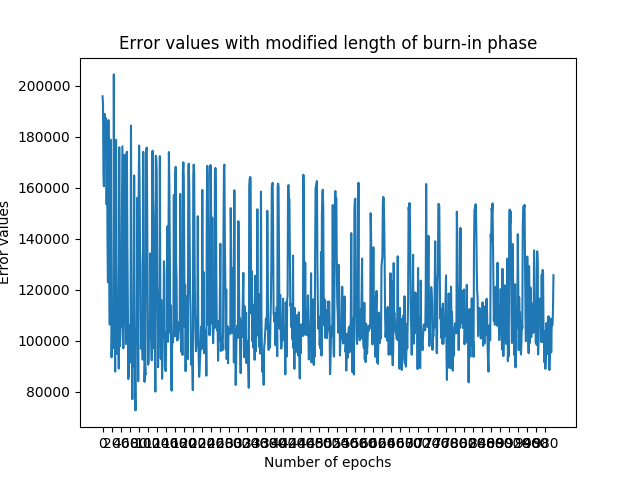 Error values with modified length of burn-in phase
200000
180000
160000
140000
120000
100000
80000
Error values
Number of epochs